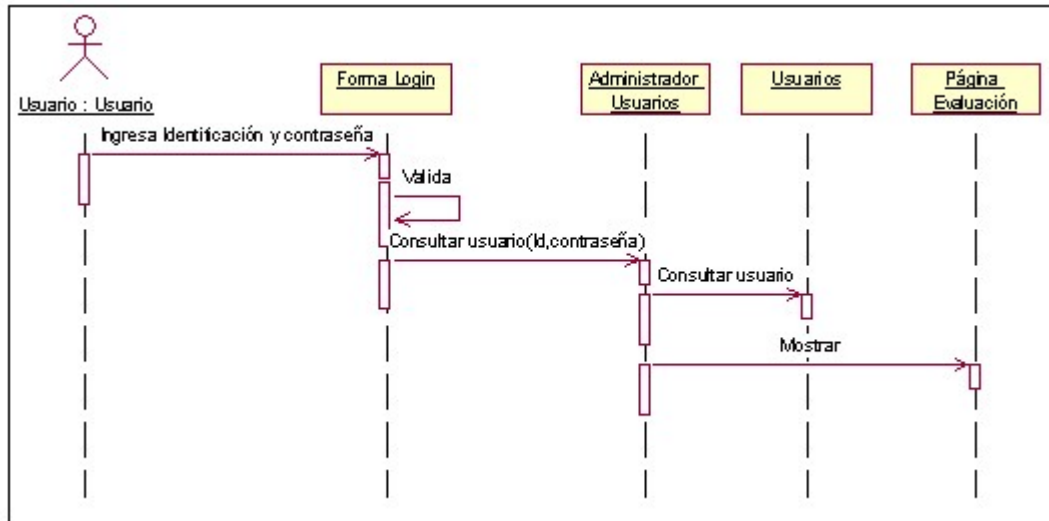 Usuario : Usuario
Forma Login
Administrador
Usuarios
Usuarios
Página
Evaluación
Ingresa Identificación y contraseña
Valida
Consultar usuario(Id,contraseña)
Consultar usuario
Mostrar